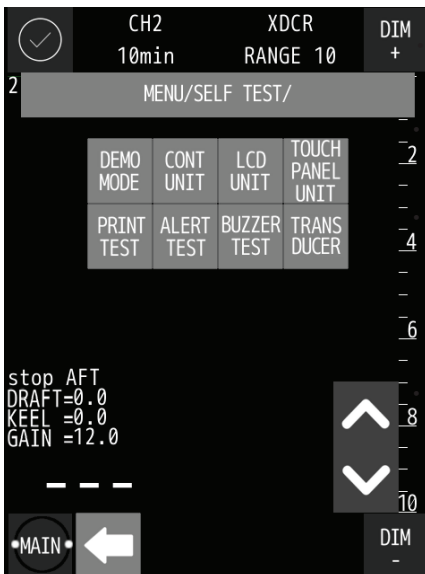 CH2 XDCR DIM
10min RANGE 10 +
2
MENU/SELF TEST/
2
DEMO MODE
CONT UNIT
LCD UNIT
TOUCH PANEL UNIT
PRINT TEST
ALERT TEST
BUZZER TEST
TRANS DUCER
4
6
stop AFT
DRAFT=0.0
KEEL =0.0
GAIN =12.0
8
– – –
10
•MAIN•
DIM
-